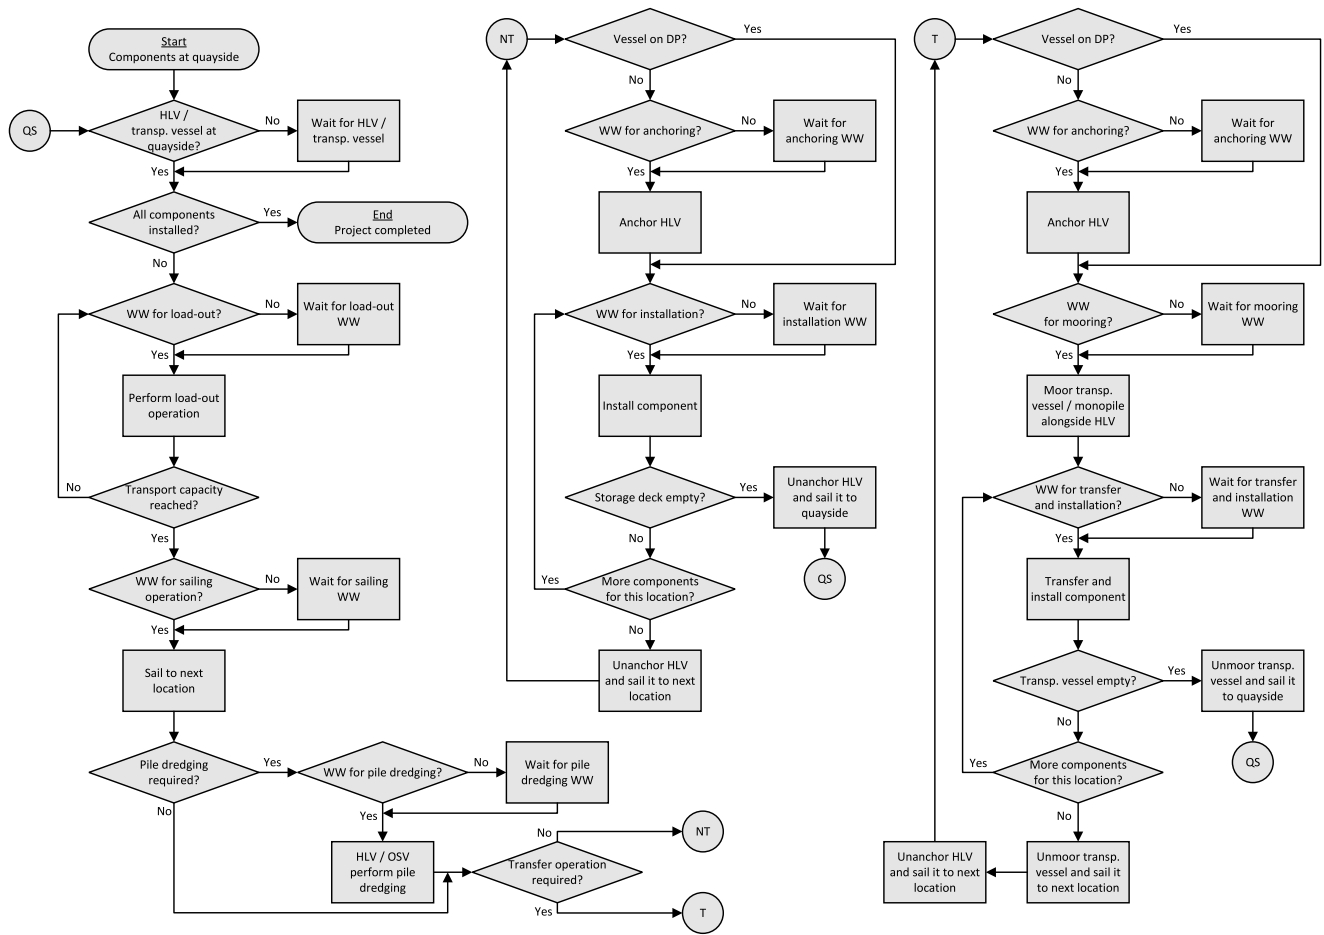 Start
Components at quayside
QS
HLV /
transp. vessel at
quayside?
No
Wait for HLV /
transp. vessel
Yes
All components
installed?
Yes
End
Project completed
No
WW for load-out?
No
Wait for load-out
WW
Yes
Perform load-out
operation
No
Transport capacity
reached?
Yes
WW for sailing
operation?
No
Wait for sailing
WW
Yes
Sail to next
location
Pile dredging
required?
Yes
WW for pile dredging?
No
Wait for pile
dredging WW
No
Yes
HLV / OSV
perform pile
dredging
Transfer operation
required?
No
NT
Yes
T
NT
Vessel on DP?
Yes
No
WW for anchoring?
No
Wait for
anchoring WW
Yes
Anchor HLV
WW for installation?
No
Wait for
installation WW
Yes
Install component
Storage deck empty?
Yes
Unanchor HLV
and sail it to
quayside
No
QS
Yes
More components
for this location?
No
Unanchor HLV
and sail it to next
location
T
Vessel on DP?
Yes
No
WW for anchoring?
No
Wait for
anchoring WW
Yes
Anchor HLV
WW
for mooring?
No
Wait for mooring
WW
Yes
Moor transp.
vessel / monopile
alongside HLV
WW for transfer
and installation?
No
Wait for transfer
and installation
WW
Yes
Transfer and
install component
Transp. vessel empty?
Yes
Unmoor transp.
vessel and sail it
to quayside
No
QS
Yes
More components
for this location?
No
Unmoor transp.
vessel and sail it
to next location
Unanchor HLV
and sail it to next
location